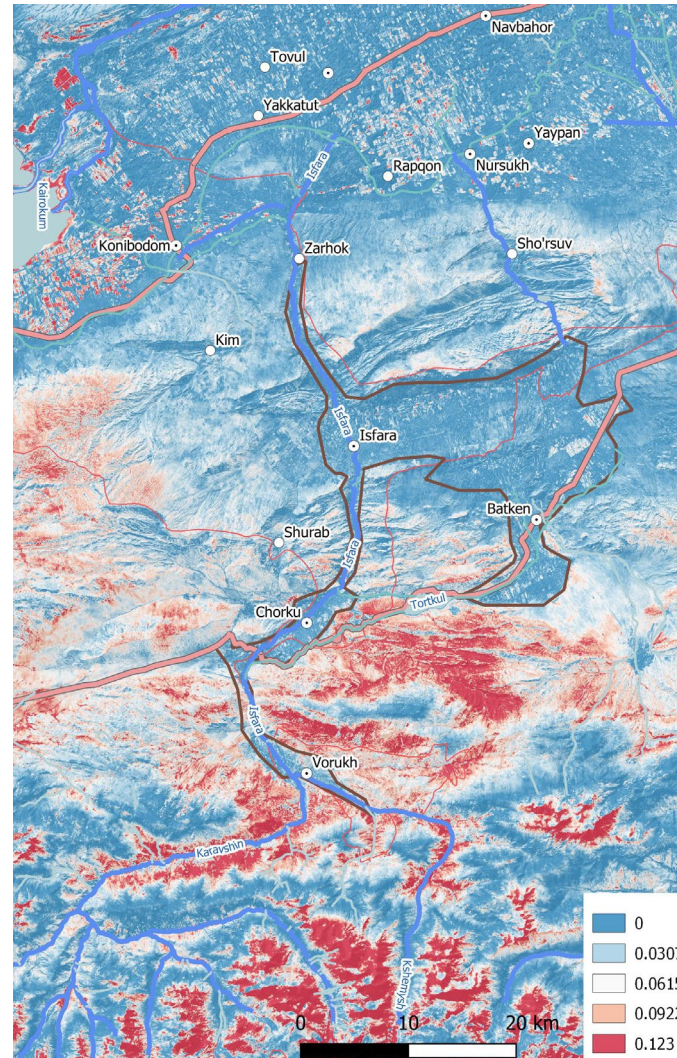 Navbahor
Tovul
Yakkatut
Yaypan
Nursukh
Rapqon
Isfara
Kairokum
Konibodom
Zarhok
Sho'rsuv
Kim
Isfara
Isfara
Batken
Shurab
Isfara
Tortkul
Chorku
Isfara
Vorukh
Karavshin
Kshemysh
0
0.0307
0.0615
0.0922
0.123
0 10 20 km